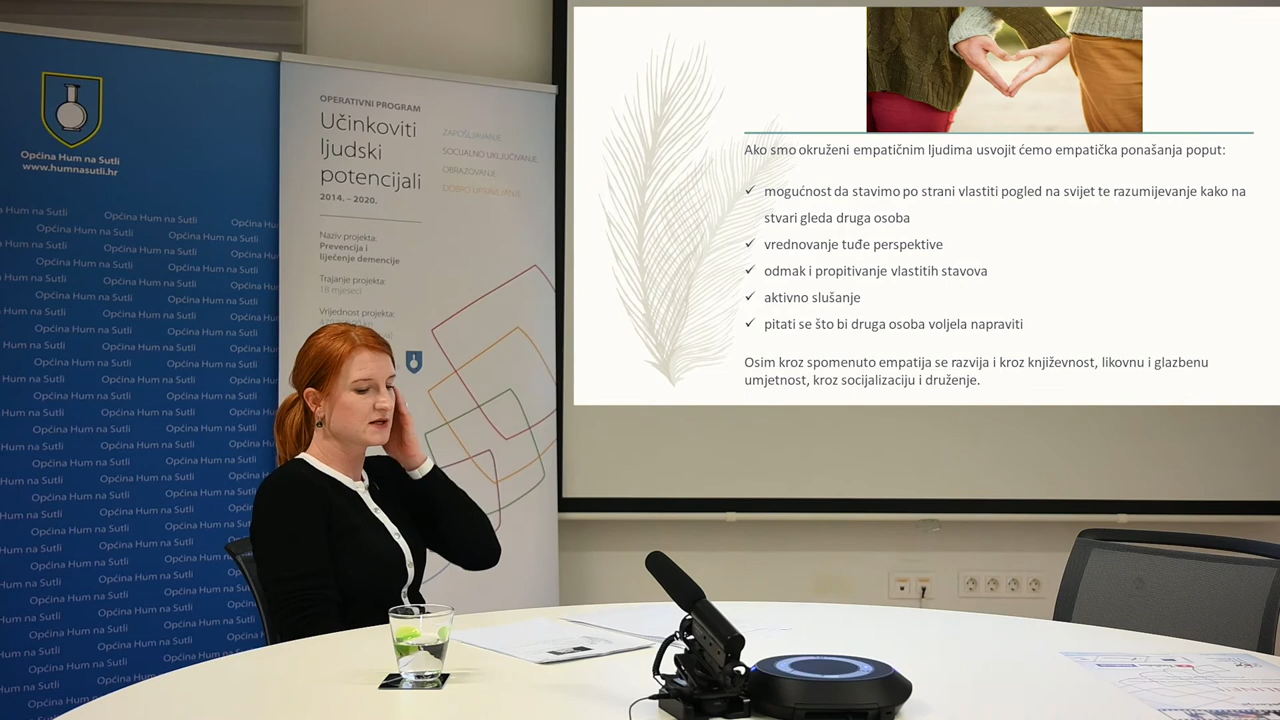 Općina Hum na Sutli
www.humnasutli.hr
OPERATIVNI PROGRAM
Učinkoviti
ljudski
potencijali
2014. – 2020.
ZAPOŠLJAVANJE
SOCIJALNO UKLJUČIVANJE
OBRAZOVANJE
DOBRO UPRAVLJANJE
Naziv projekta:
Prevencija i
liječenje demencije
Trajanje projekta:
18 mjeseci
Vrijednost projekta:
Ako smo okruženi empatičnim ljudima usvojit ćemo empatička ponašanja poput:
✓ mogućnost da stavimo po strani vlastiti pogled na svijet te razumijevanje kako na
stvari gleda druga osoba
✓ vrednovanje tuđe perspektive
✓ odmak i propitivanje vlastitih stavova
✓ aktivno slušanje
✓ pitati se što bi druga osoba voljela napraviti
Osim kroz spomenuto empatija se razvija i kroz književnost, likovnu i glazbenu
umjetnost, kroz socijalizaciju i druženje.